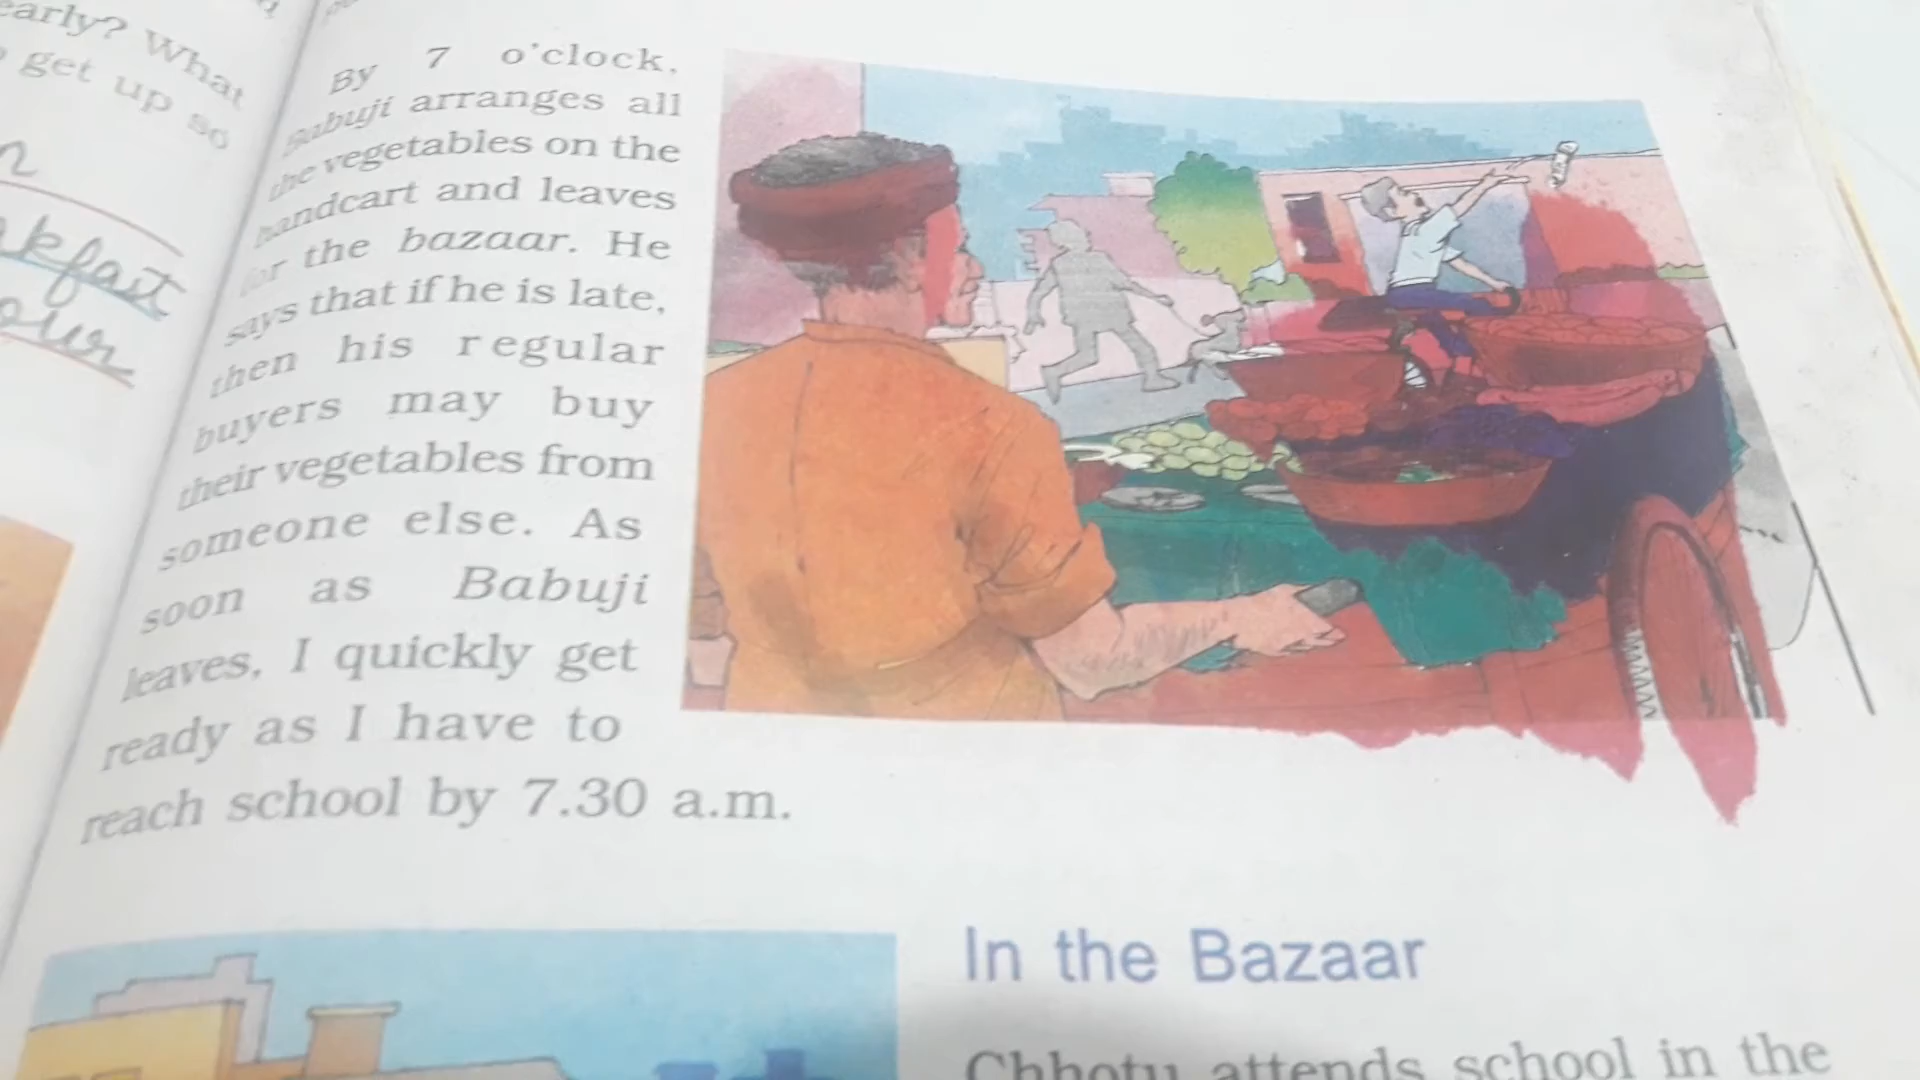 early? What
get up so
By 7 o'clock,
Babuji arranges all
the vegetables on the
handcart and leaves
for the bazaar. He
says that if he is late,
then his regular
buyers may buy
their vegetables from
someone else. As
soon as Babuji
leaves, I quickly get
ready as I have to
reach school by 7.30 a.m.
In the Bazaar
Chhotu attends school in the